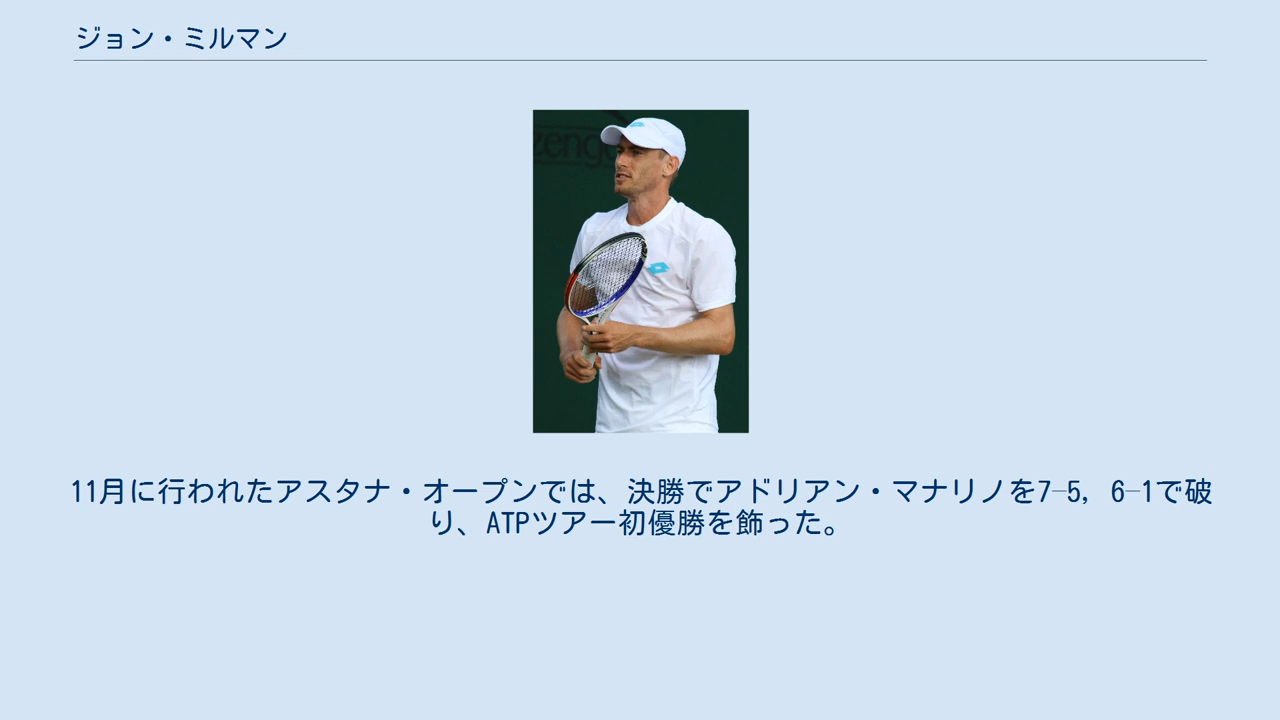 ジョン・ミルマン
zeng
11月に行われたアスタナ・オープンでは、決勝でアドリアン・マナリノを7–5, 6–1で破
り、ATPツアー初優勝を飾った。